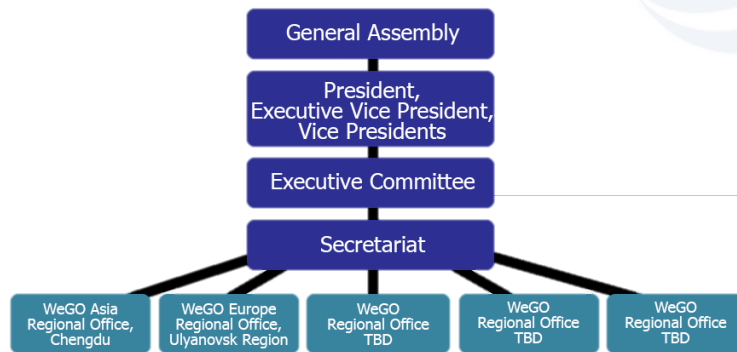 General Assembly
President,
Executive Vice President,
Vice Presidents
Executive Committee
Secretariat
WeGO Asia
Regional Office,
Chengdu
WeGO Europe
Regional Office,
Ulyanovsk Region
WeGO
Regional Office
TBD
WeGO
Regional Office
TBD
WeGO
Regional Office
TBD